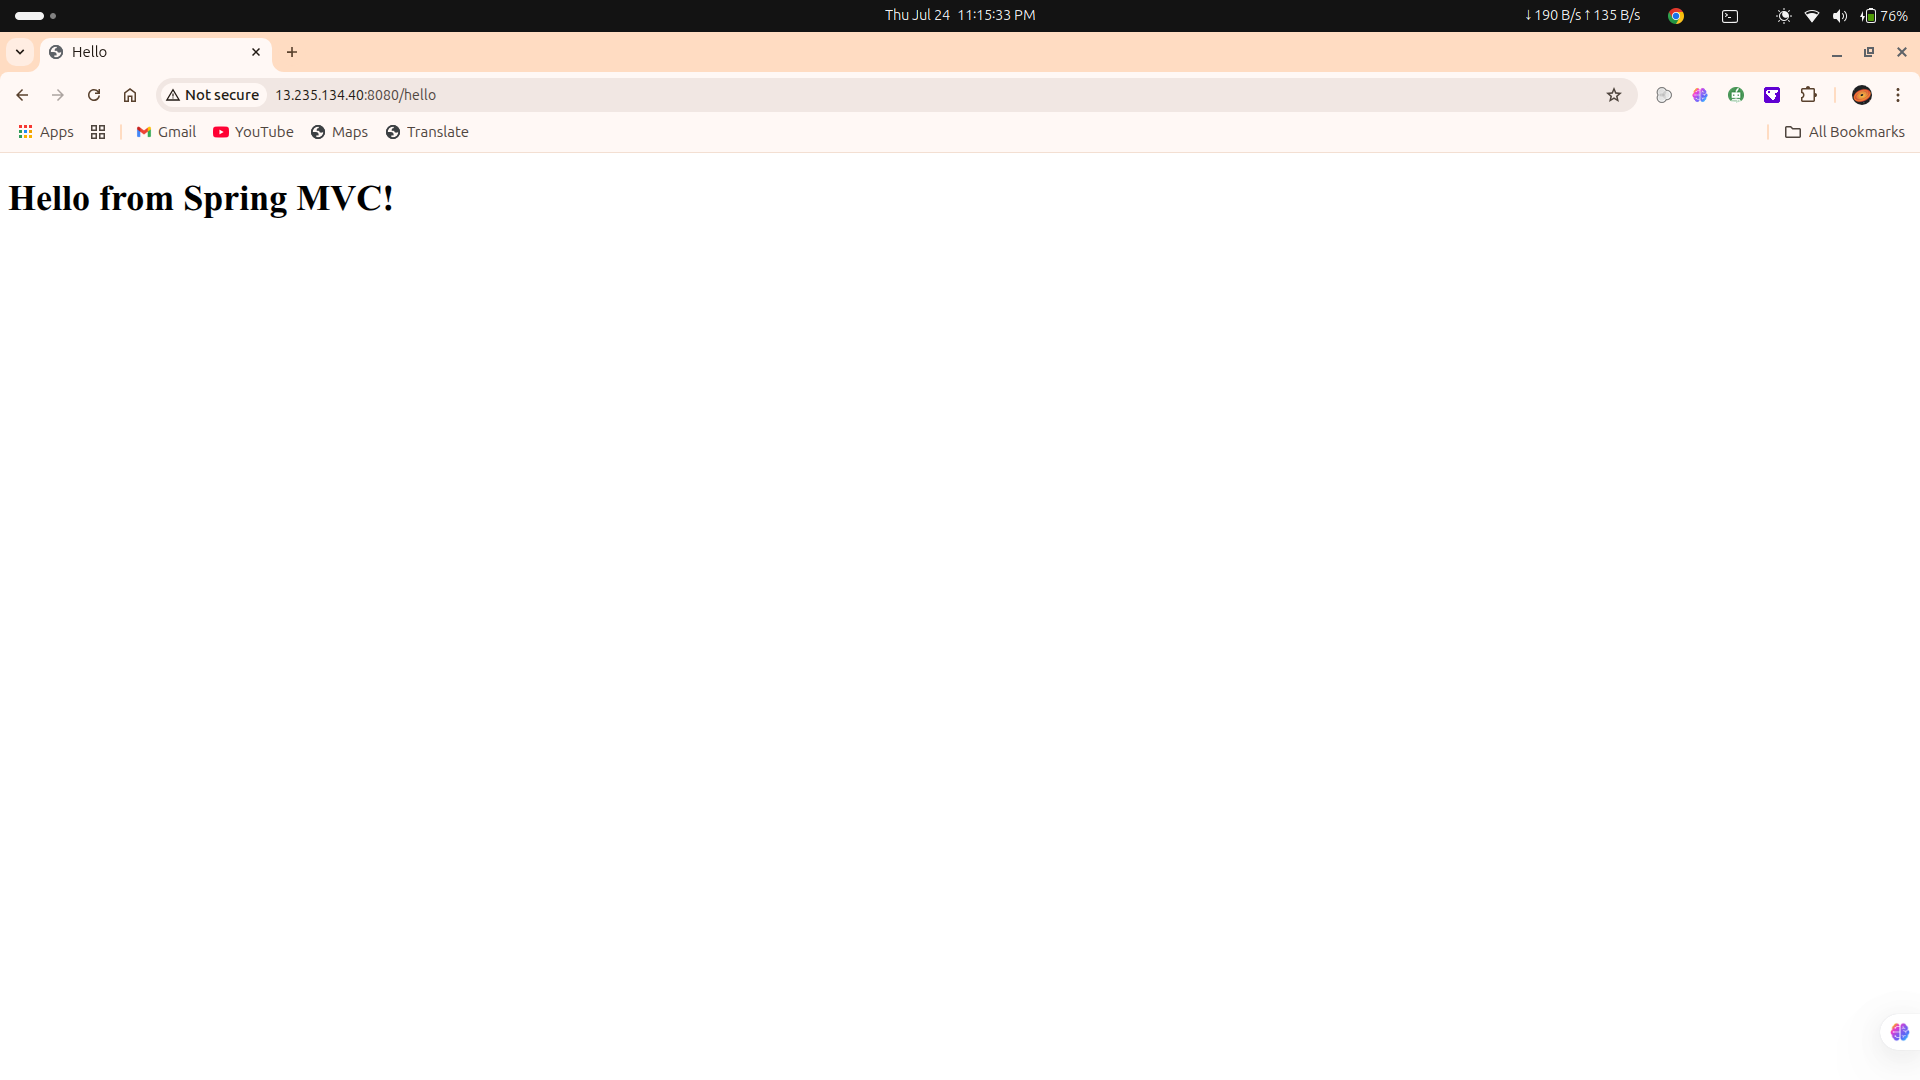 Thu Jul 24 11:15:33 PM
↓190 B/s↑135 B/s
76%
Hello
Not secure
13.235.134.40:8080/hello
Apps
Gmail
YouTube
Maps
Translate
All Bookmarks
Hello from Spring MVC!